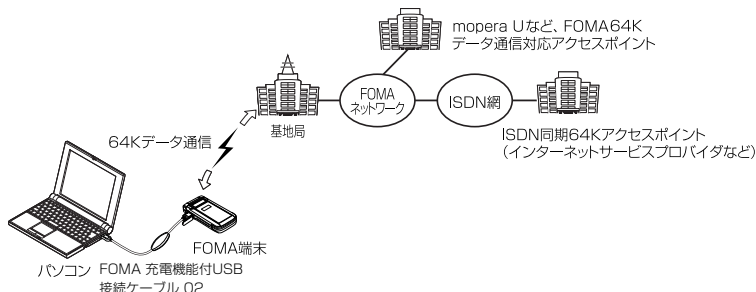 mopera Uなど、FOMA64K
データ通信対応アクセスポイント
FOMA
ネットワーク
ISDN網
基地局
ISDN同期64Kアクセスポイント
（インターネットサービスプロバイダなど）
64Kデータ通信
FOMA端末
パソコン
FOMA 充電機能付USB
接続ケーブル 02